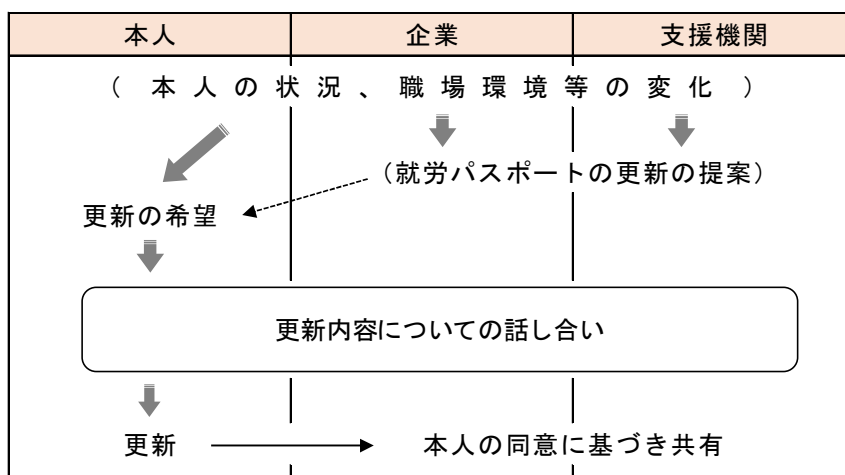 本人 企業 支援機関
（本人の状況、職場環境等の変化）
（就労パスポートの更新の提案）
更新の希望
更新内容についての話し合い
更新 本人の同意に基づき共有